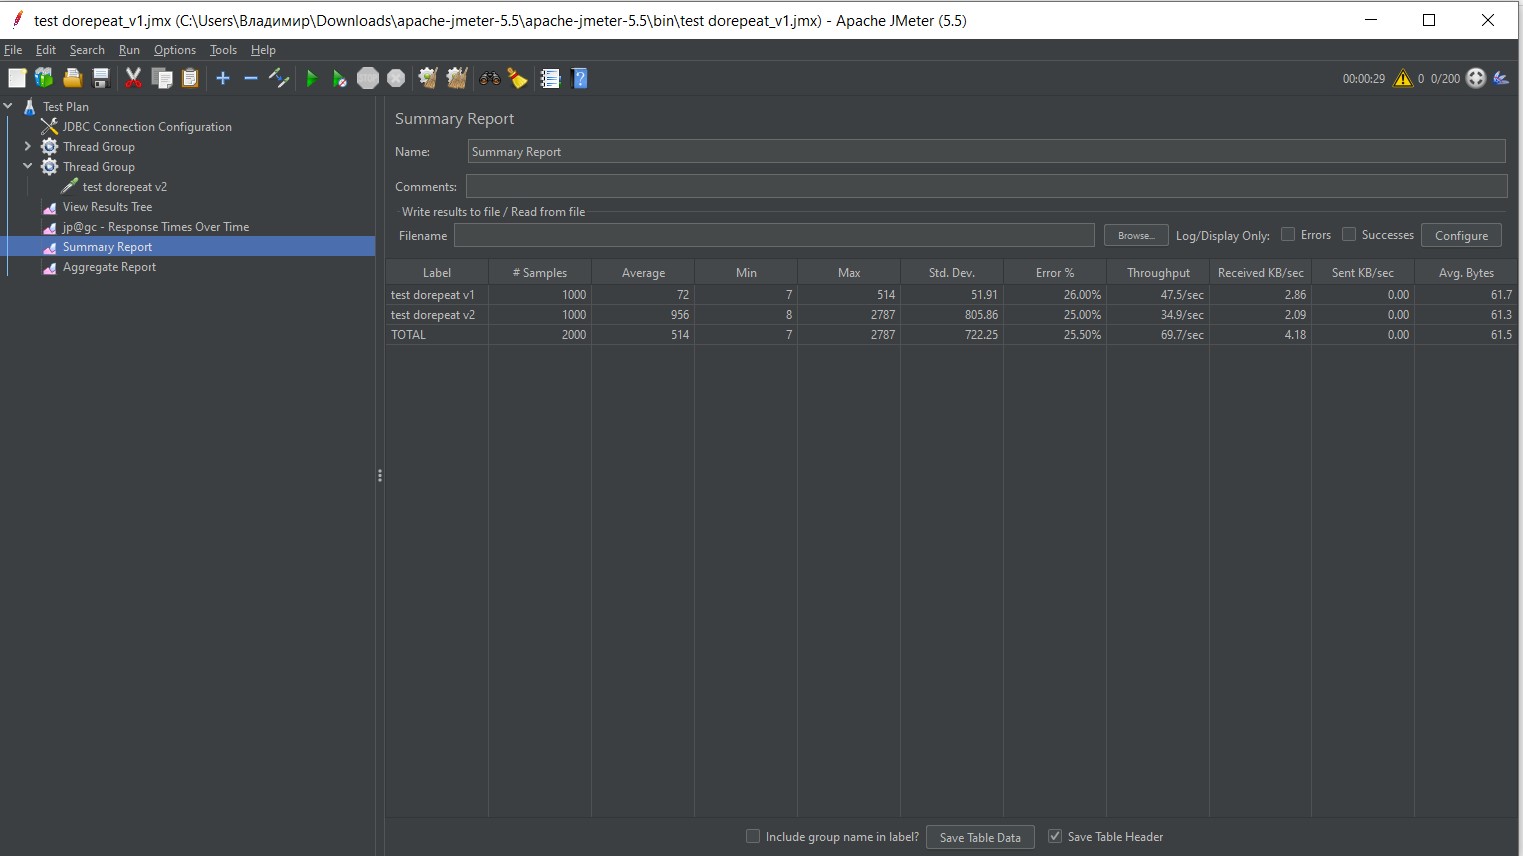 test dorepeat_v1.jmx (C:\Users\Владимир\Downloads\apache-jmeter-5.5\apache-jmeter-5.5\bin\test dorepeat_v1.jmx) - Apache JMeter (5.5)
File Edit Search Run Options Tools Help
STOP 00:00:29 0 0/200
Test Plan
JDBC Connection Configuration
Thread Group
Thread Group
test dorepeat v2
View Results Tree
jp@gc - Response Times Over Time
Summary Report
Aggregate Report
Summary Report
Name: Summary Report
Comments:
Write results to file / Read from file
Filename Browse... Log/Display Only: Errors Successes Configure
Label # Samples Average Min Max Std. Dev. Error % Throughput Received KB/sec Sent KB/sec Avg. Bytes
test dorepeat v1 1000 72 7 514 51.91 26.00% 47.5/sec 2.86 0.00 61.7
test dorepeat v2 1000 956 8 2787 805.86 25.00% 34.9/sec 2.09 0.00 61.3
TOTAL 2000 514 7 2787 722.25 25.50% 69.7/sec 4.18 0.00 61.5
Include group name in label? Save Table Data Save Table Header